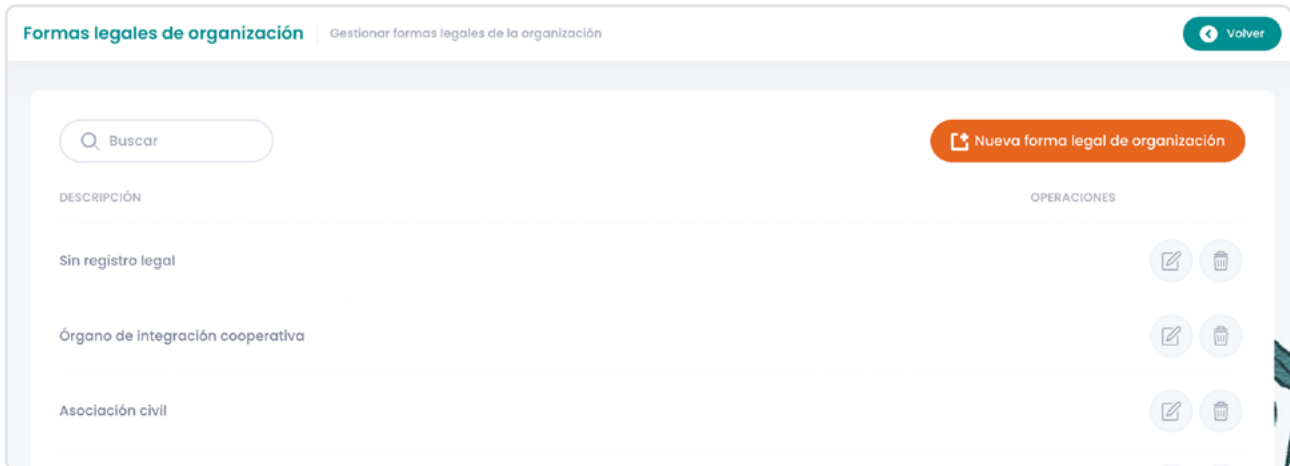 Formas legales de organización Gestionar formas legales de la organización Volver
Buscar Nueva forma legal de organización
DESCRIPCIÓN OPERACIONES
Sin registro legal
Órgano de integración cooperativa
Asociación civil